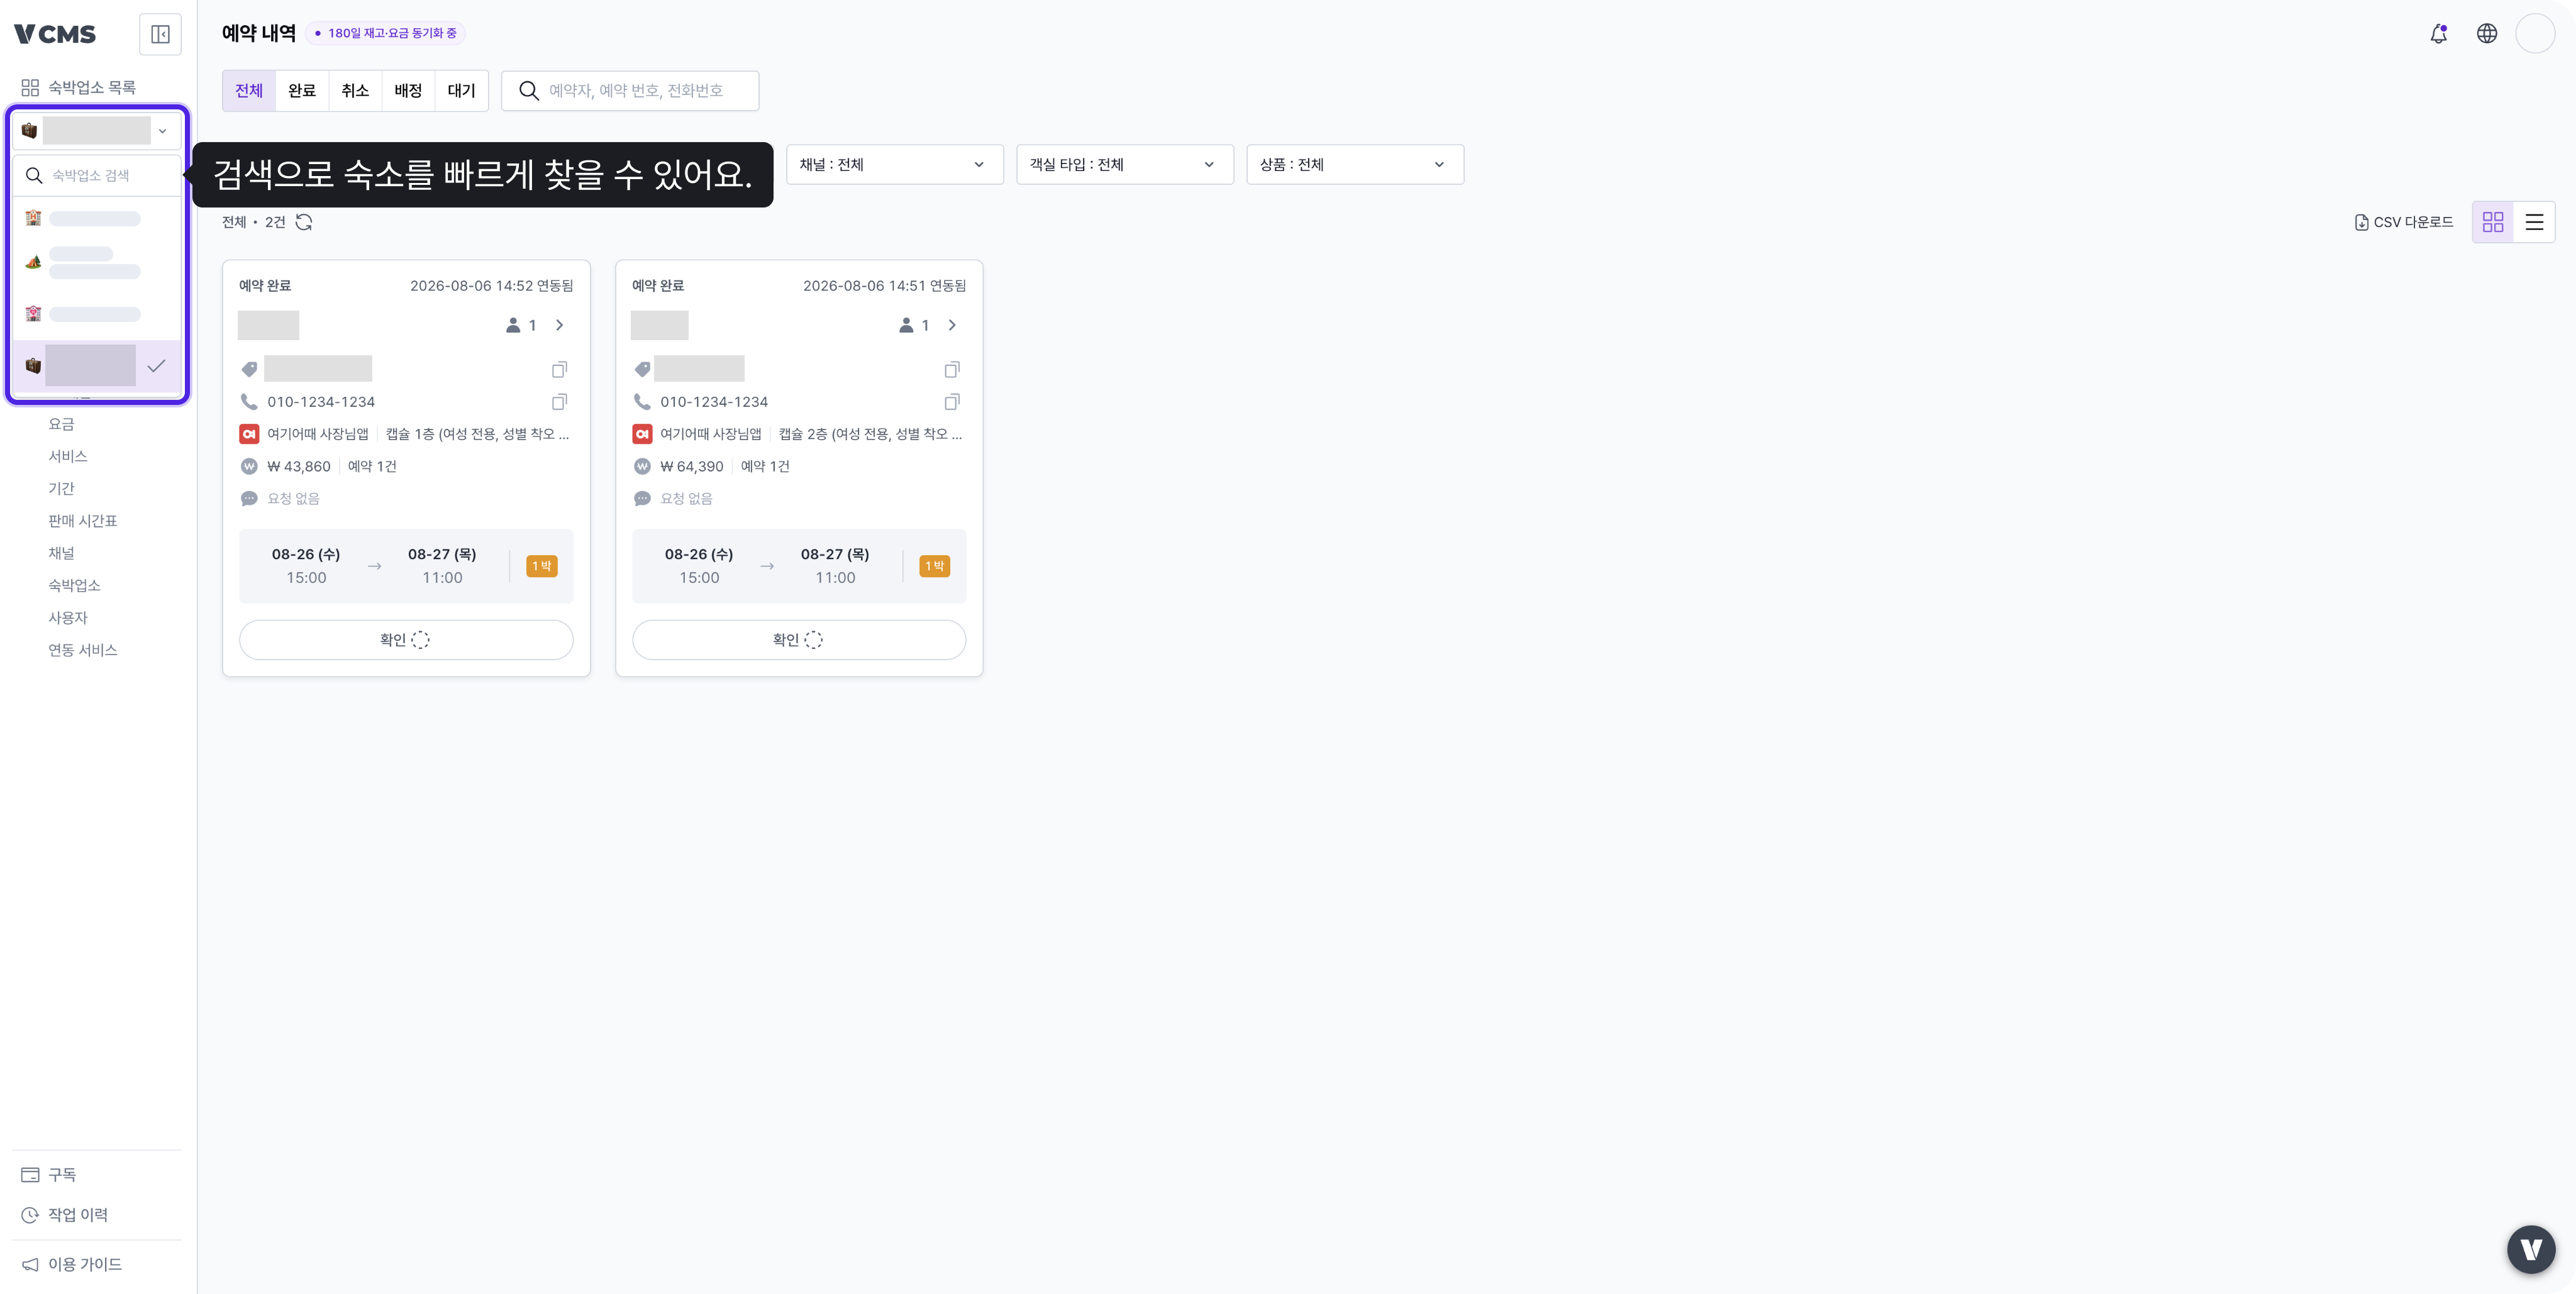 VCMS
숙박업소 목록
숙박업소 검색
요금
서비스
기간
판매 시간표
채널
숙박업소
사용자
연동 서비스
구독
작업 이력
이용 가이드
예약 내역
180일 재고·요금 동기화 중
전체 완료 취소 배정 대기
예약자, 예약 번호, 전화번호
검색으로 숙소를 빠르게 찾을 수 있어요.
채널 : 전체
객실 타입 : 전체
상품 : 전체
전체 • 2건
CSV 다운로드
예약 완료 2026-08-06 14:52 연동됨
1
010-1234-1234
여기어때 사장님앱 캡슐 1층 (여성 전용, 성별 착오 ...
₩ 43,860 예약 1건
요청 없음
08-26 (수) → 08-27 (목) 1박
15:00 11:00
확인
예약 완료 2026-08-06 14:51 연동됨
1
010-1234-1234
여기어때 사장님앱 캡슐 2층 (여성 전용, 성별 착오 ...
₩ 64,390 예약 1건
요청 없음
08-26 (수) → 08-27 (목) 1박
15:00 11:00
확인